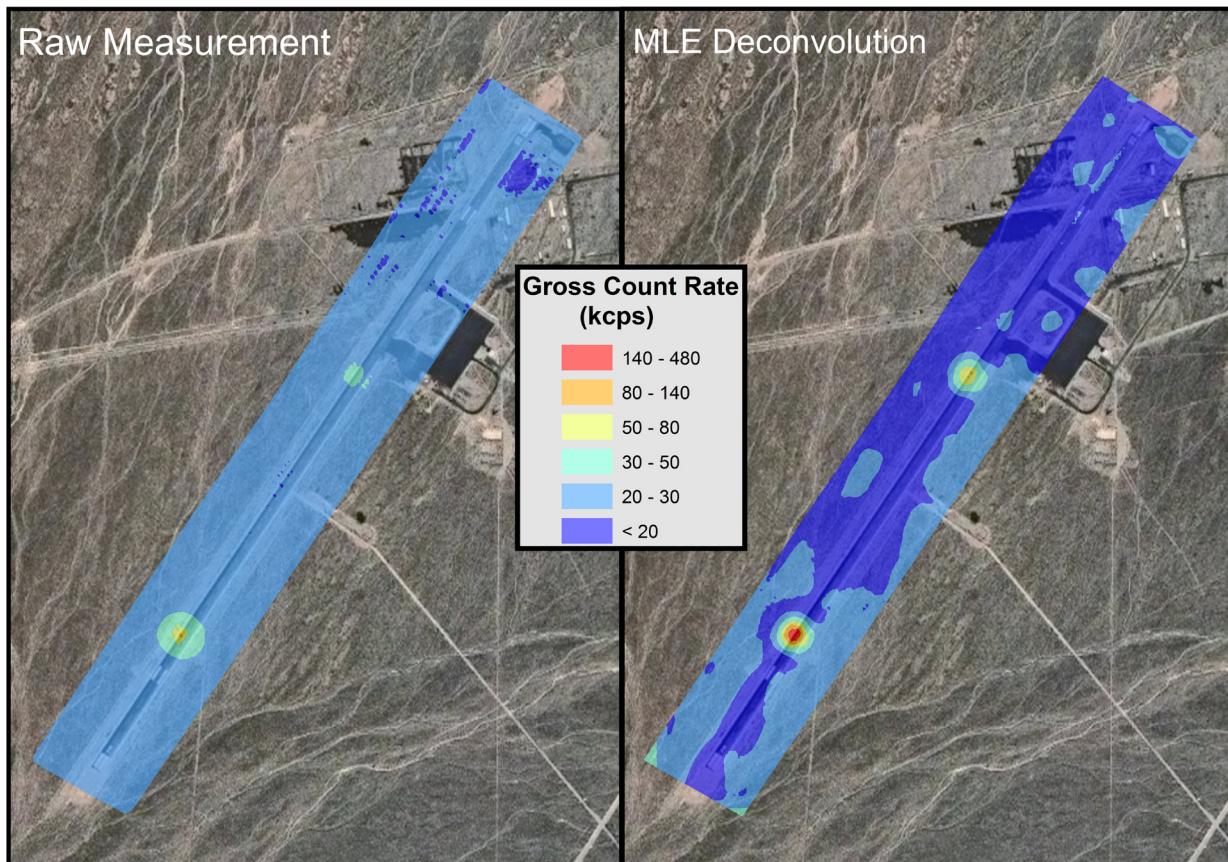 Raw Measurement
MLE Deconvolution
Gross Count Rate
(kcps)
140 - 480
80 - 140
50 - 80
30 - 50
20 - 30
< 20